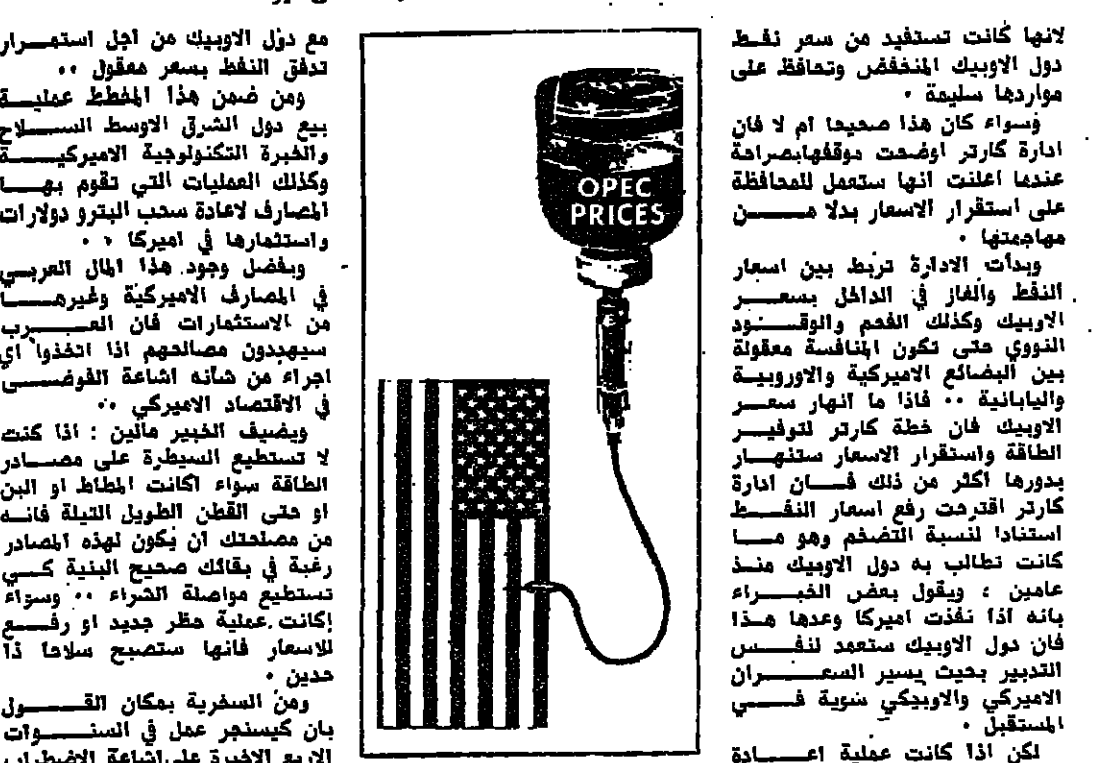 لانها كانت تستفيد من سعر نفط
دول الاوبيك المنخفض وتحافظ على
مواردها سليمة .
وسواء كان هذا صحيحا ام لا فان
ادارة كارتر اوضحت موقفهابصراحة
عندما اعلنت انها ستعمل للمحافظة
على استقرار الاسعار بدلا من
مهاجمتها .
وبدأت الادارة تربط بين اسعار
النفط والغاز في الداخل بسعر
الاوبيك وكذلك الفحم والوقود
النووي حتى تكون المنافسة معقولة
بين البضائع الاميركية والاوروبية
واليابانية .. فاذا ما انهار سعر
الاوبيك فان خطة كارتر لتوفير
الطاقة واستقرار الاسعار ستنهار
بدورها اكثر من ذلك فان ادارة
كارتر اقترحت رفع اسعار النفط
استنادا لنسبة التضخم وهو ما
كانت تطالب به دول الاوبيك منذ
عامين ، ويقول بعض الخبراء
بانه اذا نفذت اميركا وعدها هذا
فان دول الاوبيك ستعمد لنفس
التدبير بحيث يسير السعران
الاميركي والاوبيكي سوية في
المستقبل .
لكن اذا كانت عملية اعادة
OPEC
PRICES
مع دول الاوبيك من اجل استمرار
تدفق النفط بسعر معقول ..
ومن ضمن هذا المخطط عملية
بيع دول الشرق الاوسط السلاح
والخبرة التكنولوجية الاميركية
وكذلك العمليات التي تقوم بها
المصارف لاعادة سحب البترو دولارات
واستثمارها في اميركا . .
وبفضل وجود هذا المال العربي
في المصارف الاميركية وغيرها
من الاستثمارات فان العرب
سيهددون مصالحهم اذا اتخذوا اي
اجراء من شأنه اشاعة الفوضى
في الاقتصاد الاميركي ..
ويضيف الخبير مالين : اذا كنت
لا تستطيع السيطرة على مصادر
الطاقة سواء اكانت المطاط او البن
او حتى القطن الطويل التيلة فانه
من مصلحتك ان يكون لهذه المصادر
رغبة في بقائك صحيح البنية كي
تستطيع مواصلة الشراء .. وسواء
اكانت عملية حظر جديد او رفع
للاسعار فانها ستصبح سلاحا ذا
حدين .
ومن السخرية بمكان القول
بان كيسنجر عمل في السنوات
الاربع الاخيرة على اشاعة الاضطراب